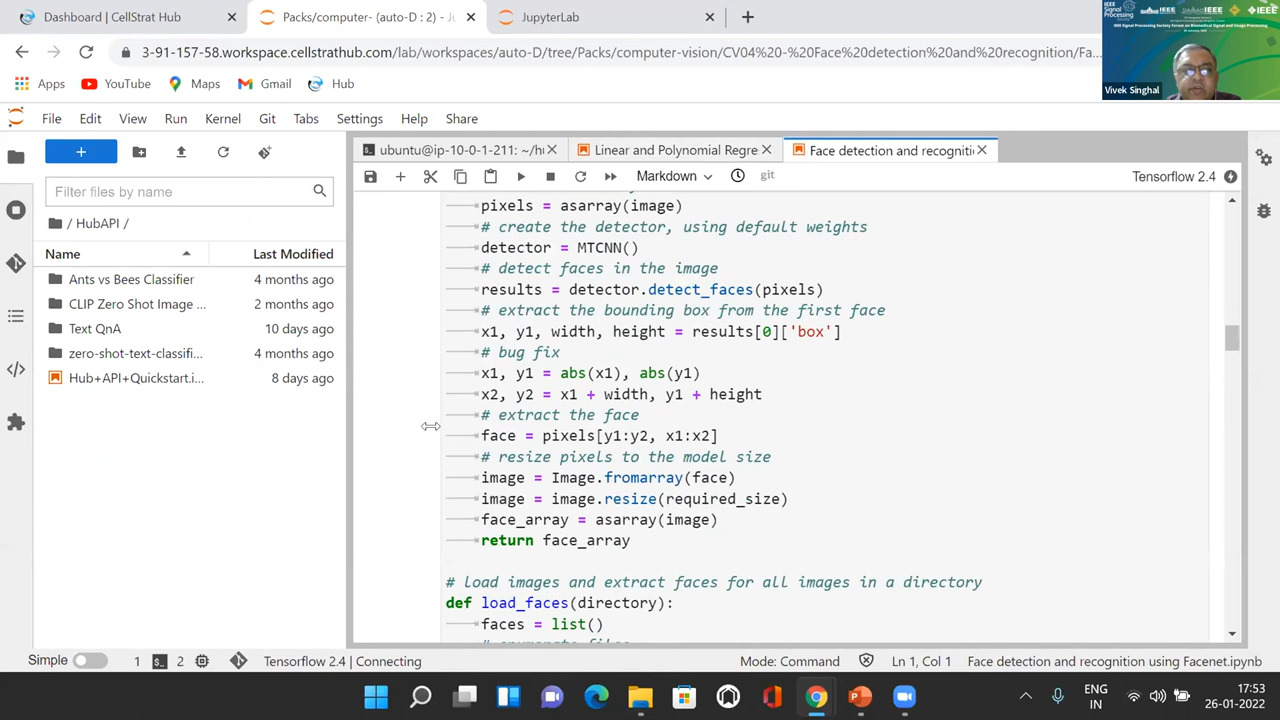 Dashboard | CellStrat Hub
Packs/computer- (auto-D : 2) -
JupyterLab
3-91-157-58.workspace.cellstrathub.com/lab/workspaces/auto-D/tree/Packs/computer-vision/CV04%20-%20Face%20detection%20and%20recognition/Fa...
Apps
YouTube
Maps
Gmail
Hub
IEEE
Signal
Processing
Vivek Singhal
File Edit View Run Kernel Git Tabs Settings Help Share
ubuntu@ip-10-0-1-211: ~/h
Linear and Polynomial Regre
Face detection and recogniti
Markdown
git
Tensorflow 2.4
Filter files by name
/ HubAPI /
Name Last Modified
Ants vs Bees Classifier 4 months ago
CLIP Zero Shot Image ... 2 months ago
Text QnA 10 days ago
zero-shot-text-classifi... 4 months ago
Hub+API+Quickstart.i... 8 days ago
pixels = asarray(image)
# create the detector, using default weights
detector = MTCNN()
# detect faces in the image
results = detector.detect_faces(pixels)
# extract the bounding box from the first face
x1, y1, width, height = results[0]['box']
# bug fix
x1, y1 = abs(x1), abs(y1)
x2, y2 = x1 + width, y1 + height
# extract the face
face = pixels[y1:y2, x1:x2]
# resize pixels to the model size
image = Image.fromarray(face)
image = image.resize(required_size)
face_array = asarray(image)
return face_array
# load images and extract faces for all images in a directory
def load_faces(directory):
faces = list()
Simple
1
2
Tensorflow 2.4 | Connecting
Mode: Command
Ln 1, Col 1
Face detection and recognition using Facenet.ipynb
ENG
IN
17:53
26-01-2022